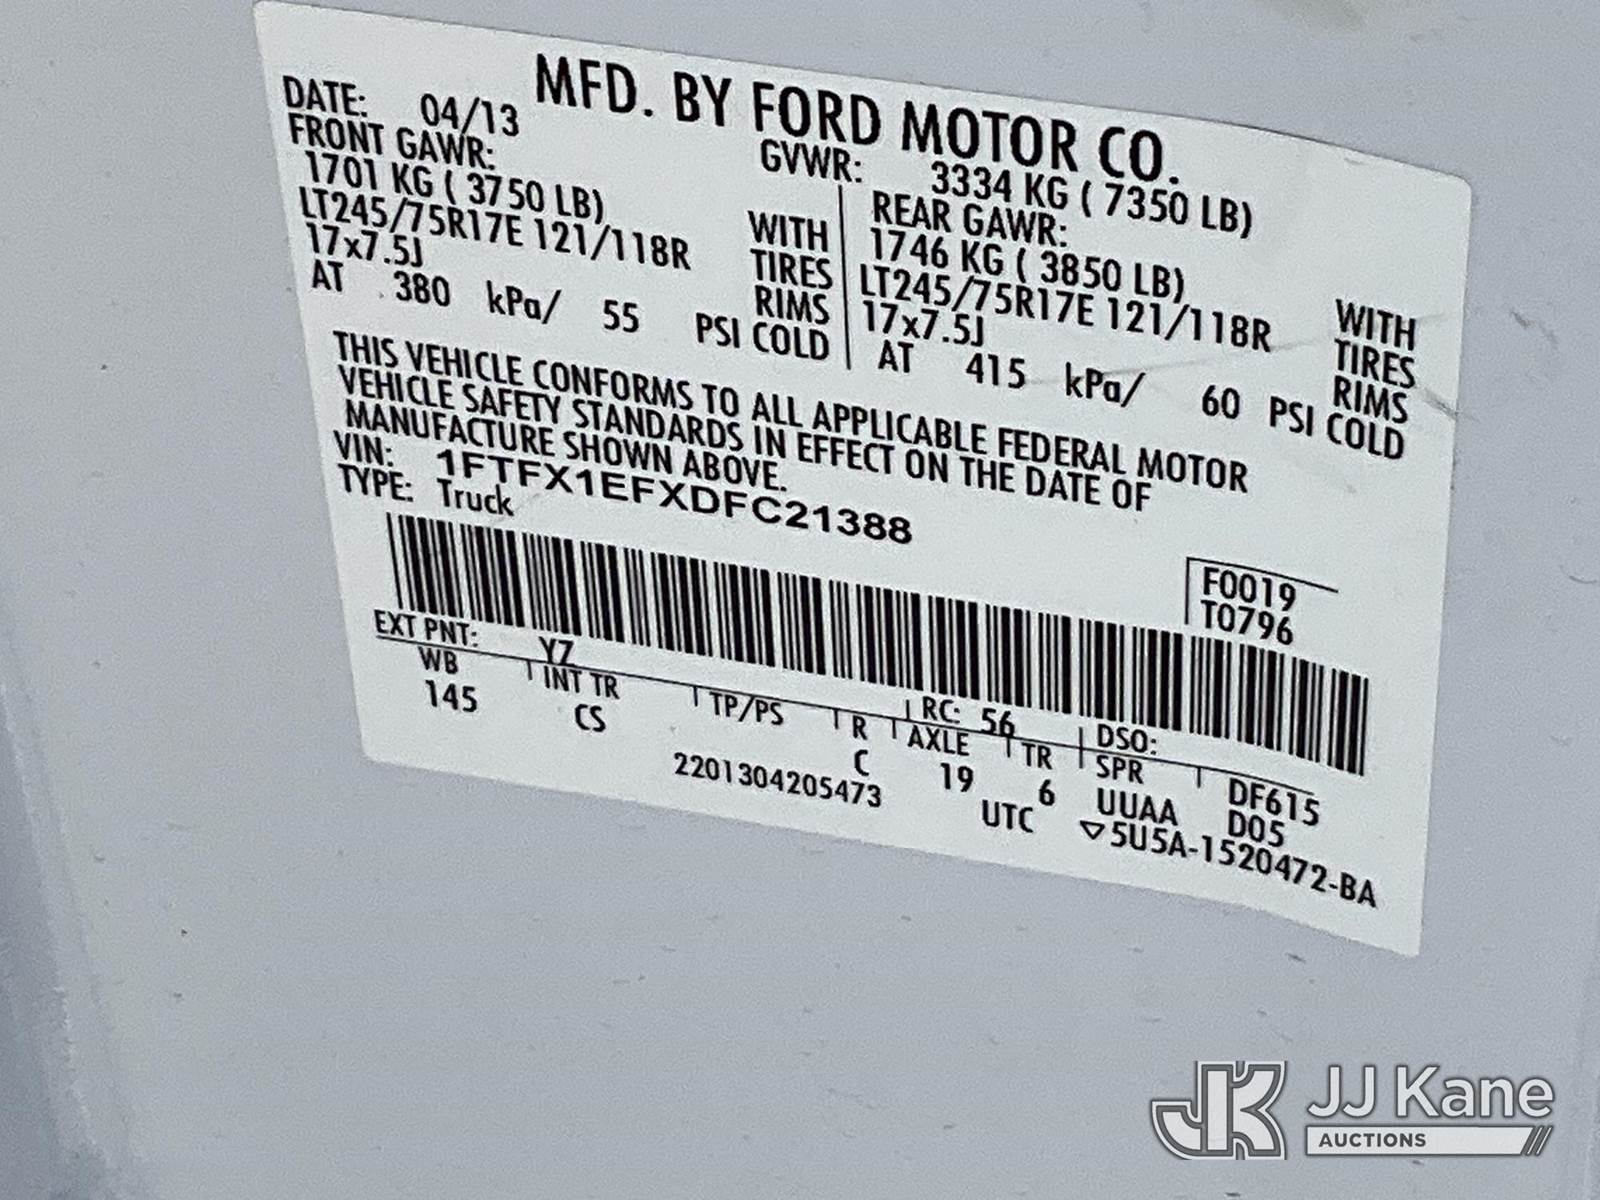 MFD. BY FORD MOTOR CO.
DATE: 04/13 GVWR: 3334 KG ( 7350 LB)
FRONT GAWR: REAR GAWR:
1701 KG ( 3750 LB) WITH 1746 KG ( 3850 LB) WITH
LT245/75R17E 121/118R TIRES LT245/75R17E 121/118R TIRES
17x7.5J RIMS 17x7.5J RIMS
AT 380 kPa/ 55 PSI COLD AT 415 kPa/ 60 PSI COLD
THIS VEHICLE CONFORMS TO ALL APPLICABLE FEDERAL MOTOR
VEHICLE SAFETY STANDARDS IN EFFECT ON THE DATE OF
MANUFACTURE SHOWN ABOVE.
VIN: 1FTFX1EFXDFC21388
TYPE: Truck
F0019
T0796
EXT PNT: YZ RC: 56 DSO:
WB INT TR TP/PS R AXLE TR SPR DF615
145 CS C 19 6 UUAA D05
2201304205473 UTC ▽5U5A-1520472-BA
JK JJ Kane
AUCTIONS